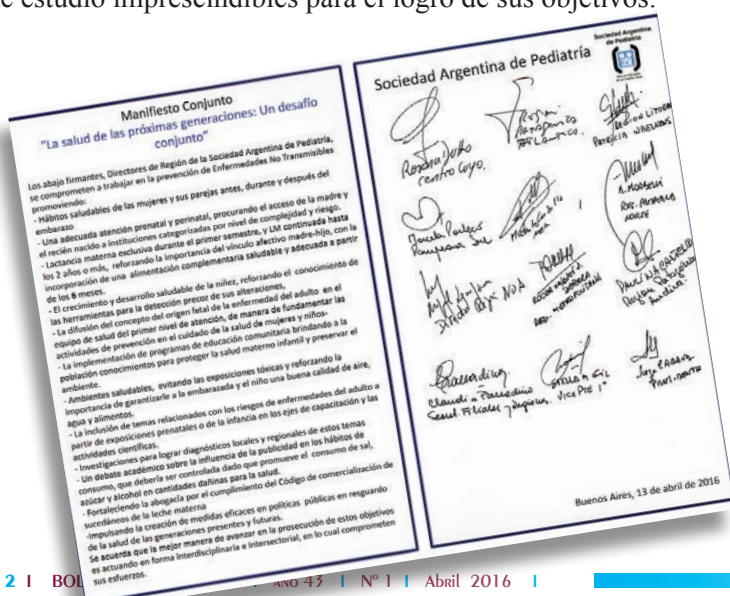 de estudio imprescindibles para el logro de sus objetivos.
Manifiesto Conjunto
"La salud de las próximas generaciones: Un desafío
conjunto"
Los abajo firmantes, Directores de Región de la Sociedad Argentina de Pediatría,
se comprometen a trabajar en la prevención de Enfermedades No Transmisibles
promoviendo:
- Hábitos saludables de las mujeres y sus parejas antes, durante y después del
embarazo
- Una adecuada atención prenatal y perinatal, procurando el acceso de la madre y
el recién nacido a instituciones categorizadas por nivel de complejidad y riesgo.
- Lactancia materna exclusiva durante el primer semestre, y LM continuada hasta
los 2 años o más, reforzando la importancia del vínculo afectivo madre-hijo, con la
incorporación de una alimentación complementaria saludable y adecuada a partir
de los 6 meses.
- El crecimiento y desarrollo saludable de la niñez, reforzando el conocimiento de
las herramientas para la detección precoz de sus alteraciones,
- La difusión del concepto del origen fetal de la enfermedad del adulto en el
equipo de salud del primer nivel de atención, de manera de fundamentar las
actividades de prevención en el cuidado de la salud de mujeres y niños-
- La implementación de programas de educación comunitaria brindando a la
población conocimientos para proteger la salud materno infantil y preservar el
ambiente.
- Ambientes saludables, evitando las exposiciones tóxicas y reforzando la
importancia de garantizarle a la embarazada y el niño una buena calidad de aire,
agua y alimentos.
- La inclusión de temas relacionados con los riesgos de enfermedades del adulto a
partir de exposiciones prenatales o de la infancia en los ejes de capacitación y las
actividades científicas.
- Investigaciones para lograr diagnósticos locales y regionales de estos temas
- Un debate académico sobre la influencia de la publicidad en los hábitos de
consumo, que debería ser controlada dado que promueve el consumo de sal,
azúcar y alcohol en cantidades dañinas para la salud.
- Fortaleciendo la abogacía por el cumplimiento del Código de comercialización de
sucedáneos de la leche materna
-Impulsando la creación de medidas eficaces en políticas públicas en resguardo
de la salud de las generaciones presentes y futuras.
Se acuerda que la mejor manera de avanzar en la prosecución de estos objetivos
es actuando en forma interdisciplinaria e intersectorial, en lo cual comprometen
sus esfuerzos.
Sociedad Argentina de Pediatría
Sociedad Argentina
de Pediatría
Centro Cuyo.
Región
Patagonia
Atlántica.
Región Litoral
Pampeana Sur
Director Región NOA
REG. METROPOLITANA
Claudia
Vice Pte 1°
Buenos Aires, 13 de abril de 2016
2 | BOL
AÑO 43 | Nº 1 | Abril 2016 |